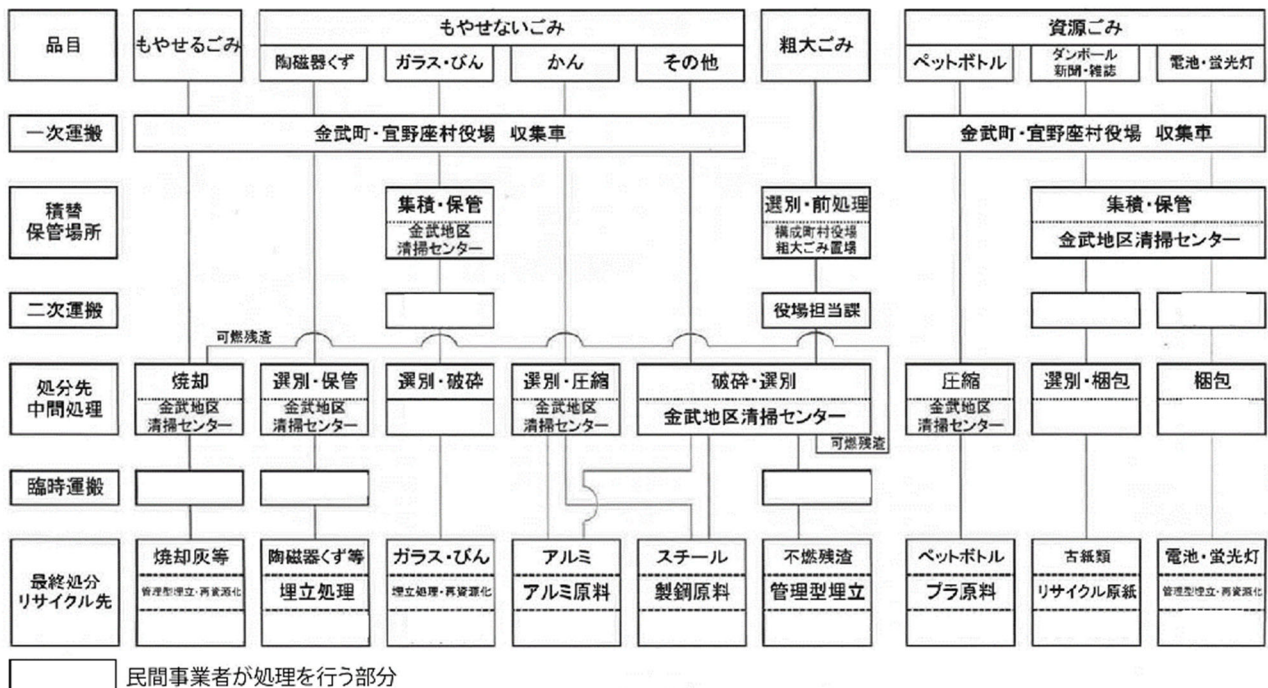 品目
もやせるごみ
もやせないごみ
陶磁器くず
ガラス・びん
かん
その他
粗大ごみ
資源ごみ
ペットボトル
ダンボール
新聞・雑誌
電池・蛍光灯
一次運搬
金武町・宜野座村役場 収集車
金武町・宜野座村役場 収集車
積替
保管場所
集積・保管
金武地区
清掃センター
選別・前処理
構成町村役場
粗大ごみ置場
集積・保管
金武地区清掃センター
二次運搬
役場担当課
可燃残渣
処分先
中間処理
焼却
金武地区
清掃センター
選別・保管
金武地区
清掃センター
選別・破砕
選別・圧縮
金武地区
清掃センター
破砕・選別
金武地区清掃センター
圧縮
金武地区
清掃センター
選別・梱包
梱包
可燃残渣
臨時運搬
最終処分
リサイクル先
焼却灰等
管理型埋立・再資源化
陶磁器くず等
埋立処理
ガラス・びん
埋立処理・再資源化
アルミ
アルミ原料
スチール
製鋼原料
不燃残渣
管理型埋立
ペットボトル
プラ原料
古紙類
リサイクル原紙
電池・蛍光灯
管理型埋立・再資源化
民間事業者が処理を行う部分